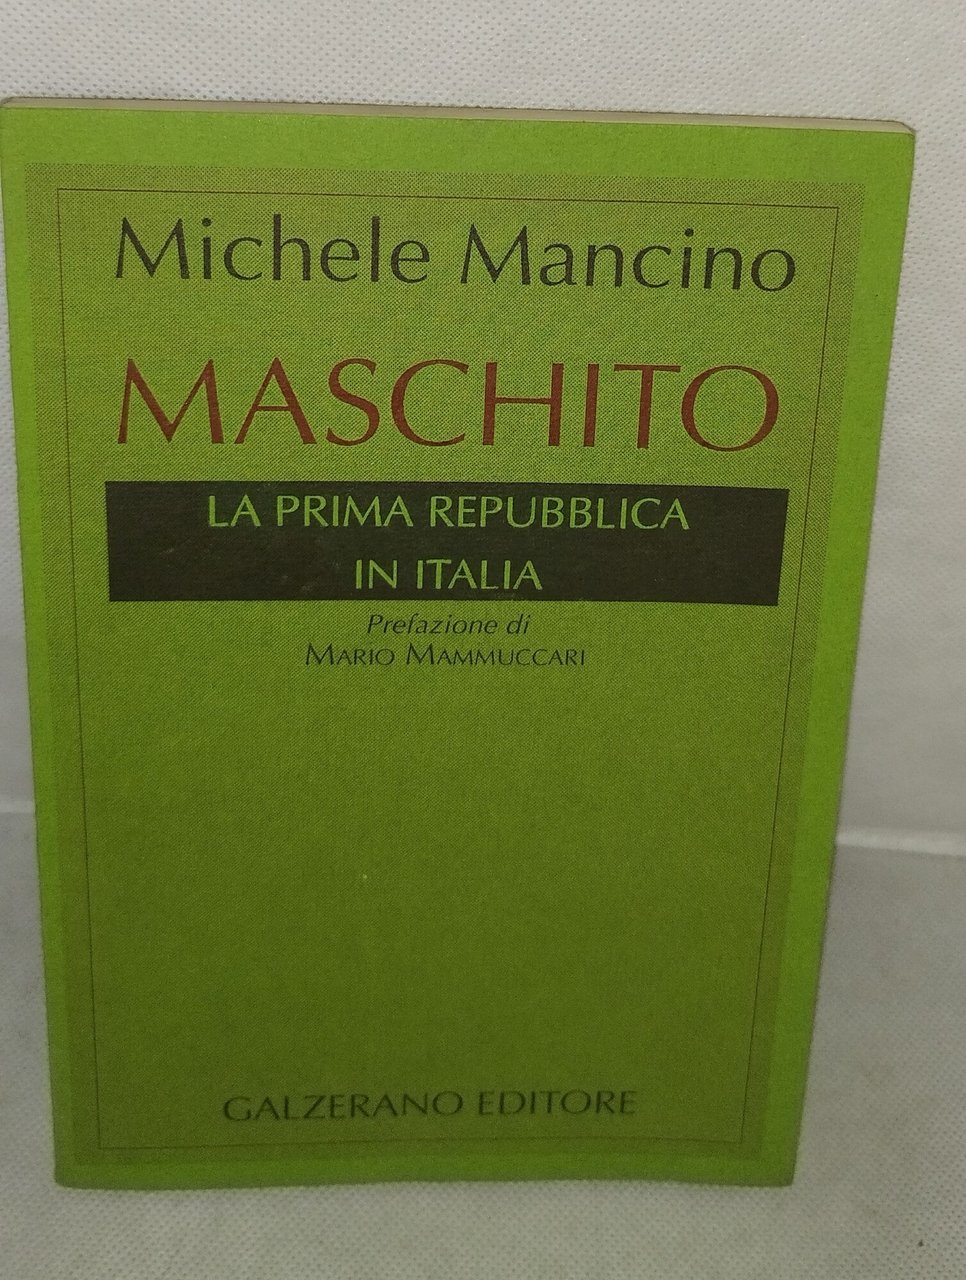 Michele Mancino
MASCHITO
LA PRIMA REPUBBLICA
IN ITALIA
Prefazione di
MARIO MAMMUCCARI
GALZERANO EDITORE